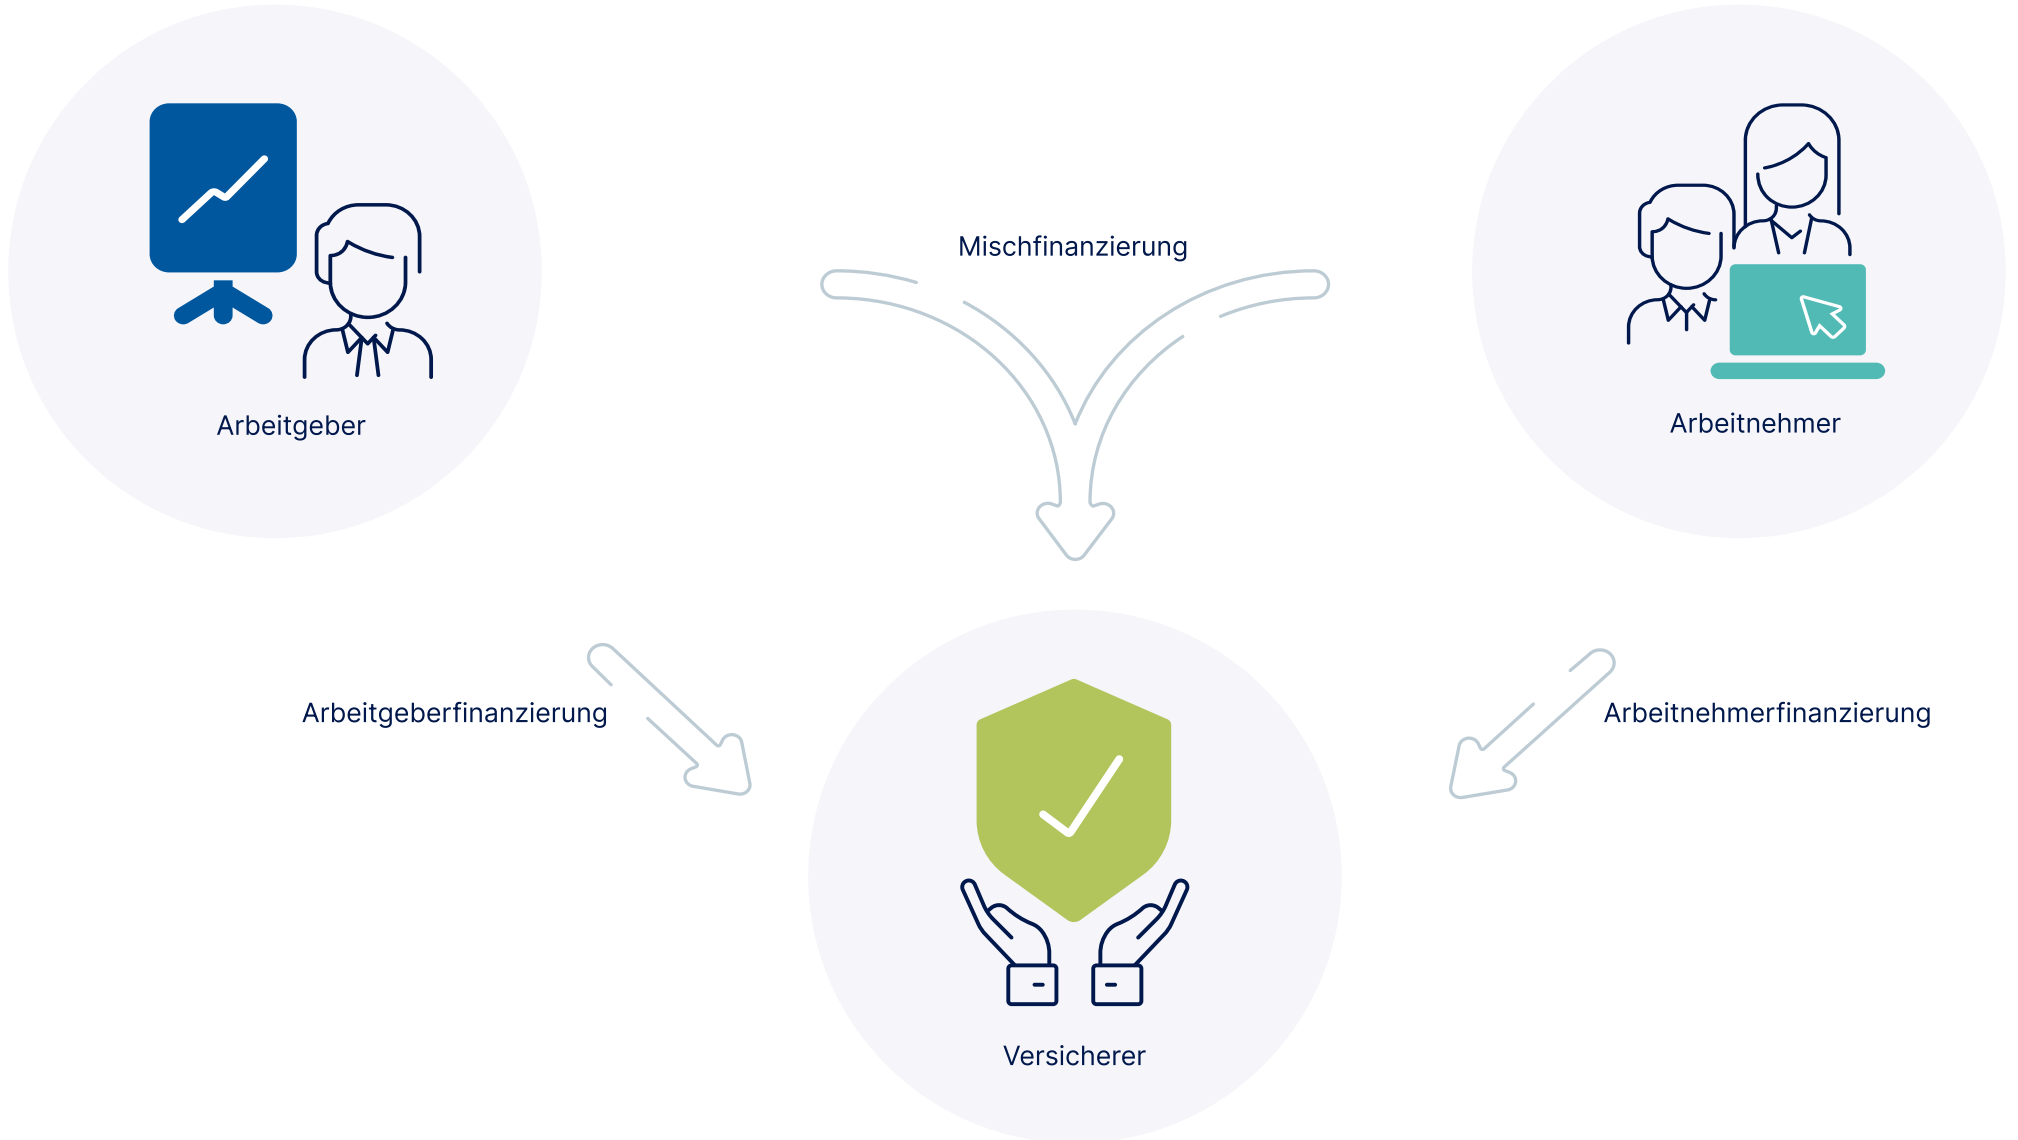 Mischfinanzierung
Arbeitgeber
Arbeitnehmer
Arbeitgeberfinanzierung
Arbeitnehmerfinanzierung
Versicherer